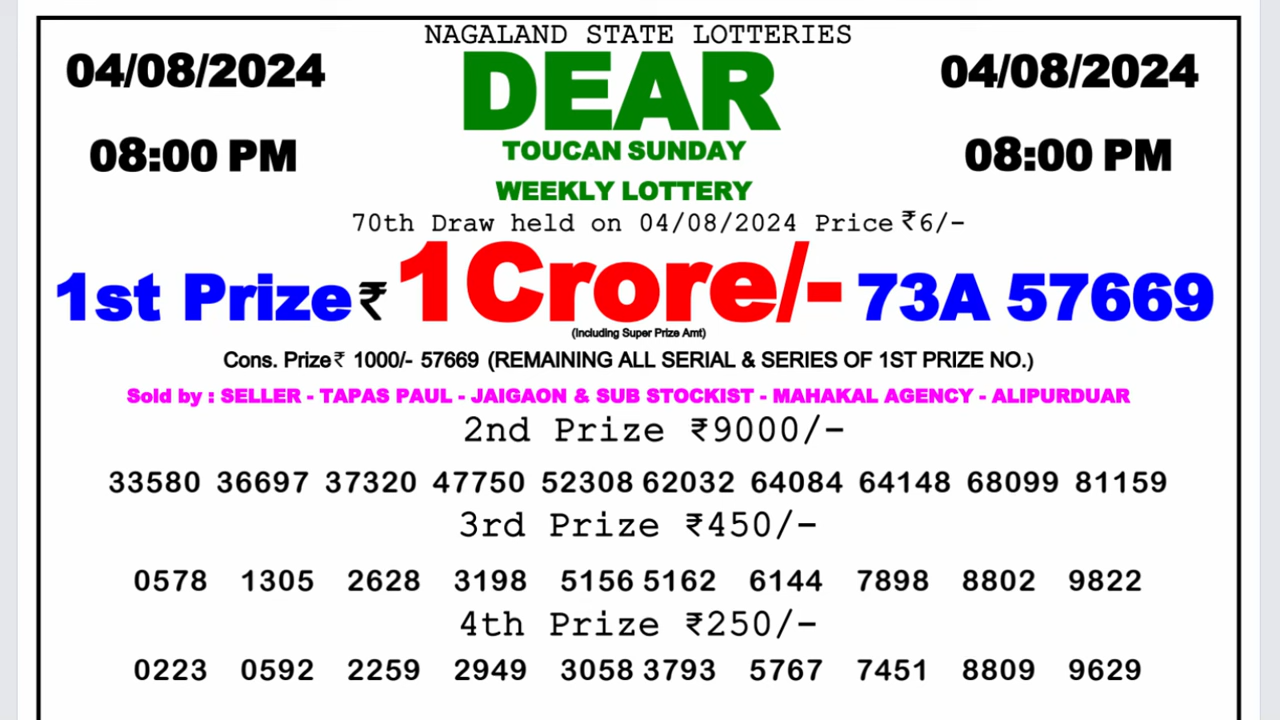 NAGALAND STATE LOTTERIES
04/08/2024 DEAR 04/08/2024
TOUCAN SUNDAY
08:00 PM 08:00 PM
WEEKLY LOTTERY
70th Draw held on 04/08/2024 Price ₹6/-
1st Prize ₹ 1Crore/- 73A 57669
(Including Super Prize Amt)
Cons. Prize ₹ 1000/- 57669 (REMAINING ALL SERIAL & SERIES OF 1ST PRIZE NO.)
Sold by : SELLER - TAPAS PAUL - JAIGAON & SUB STOCKIST - MAHAKAL AGENCY - ALIPURDUAR
2nd Prize ₹9000/-
33580 36697 37320 47750 52308 62032 64084 64148 68099 81159
3rd Prize ₹450/-
0578 1305 2628 3198 5156 5162 6144 7898 8802 9822
4th Prize ₹250/-
0223 0592 2259 2949 3058 3793 5767 7451 8809 9629